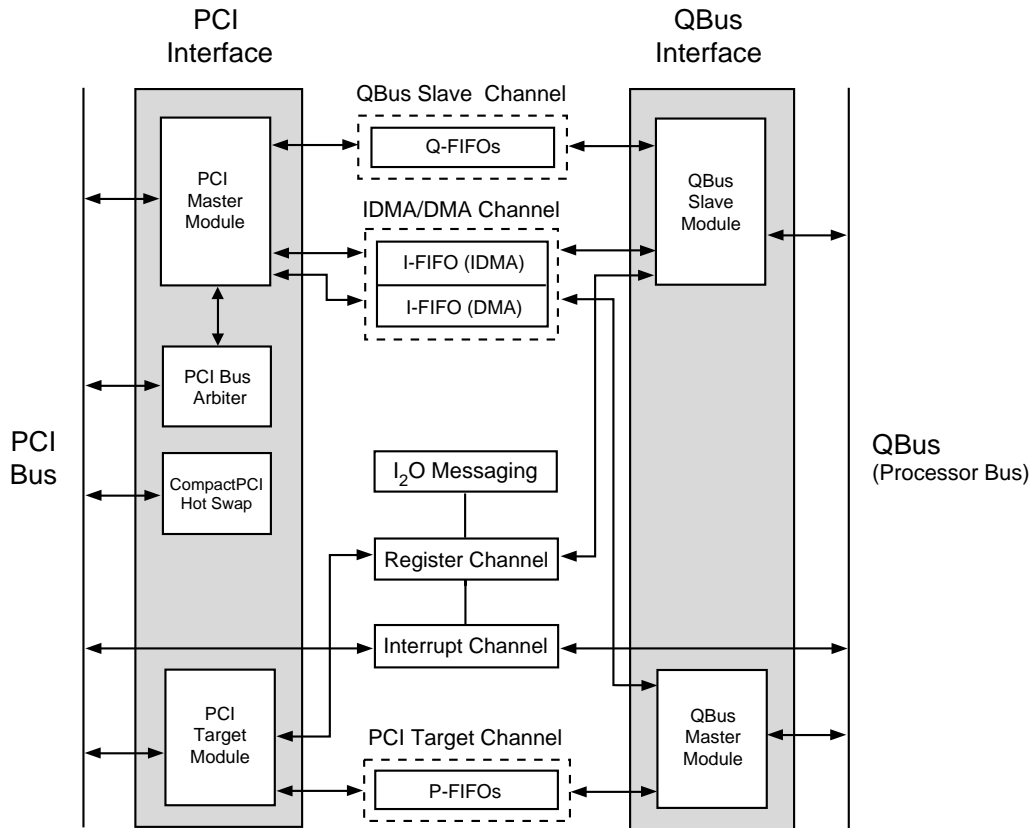 PCI
Interface
QBus
Interface
QBus Slave Channel
Q-FIFOs
PCI
Master
Module
QBus
Slave
Module
IDMA/DMA Channel
I-FIFO (IDMA)
I-FIFO (DMA)
PCI Bus
Arbiter
PCI
Bus
QBus
(Processor Bus)
I2O Messaging
CompactPCI
Hot Swap
Register Channel
Interrupt Channel
PCI
Target
Module
QBus
Master
Module
PCI Target Channel
P-FIFOs